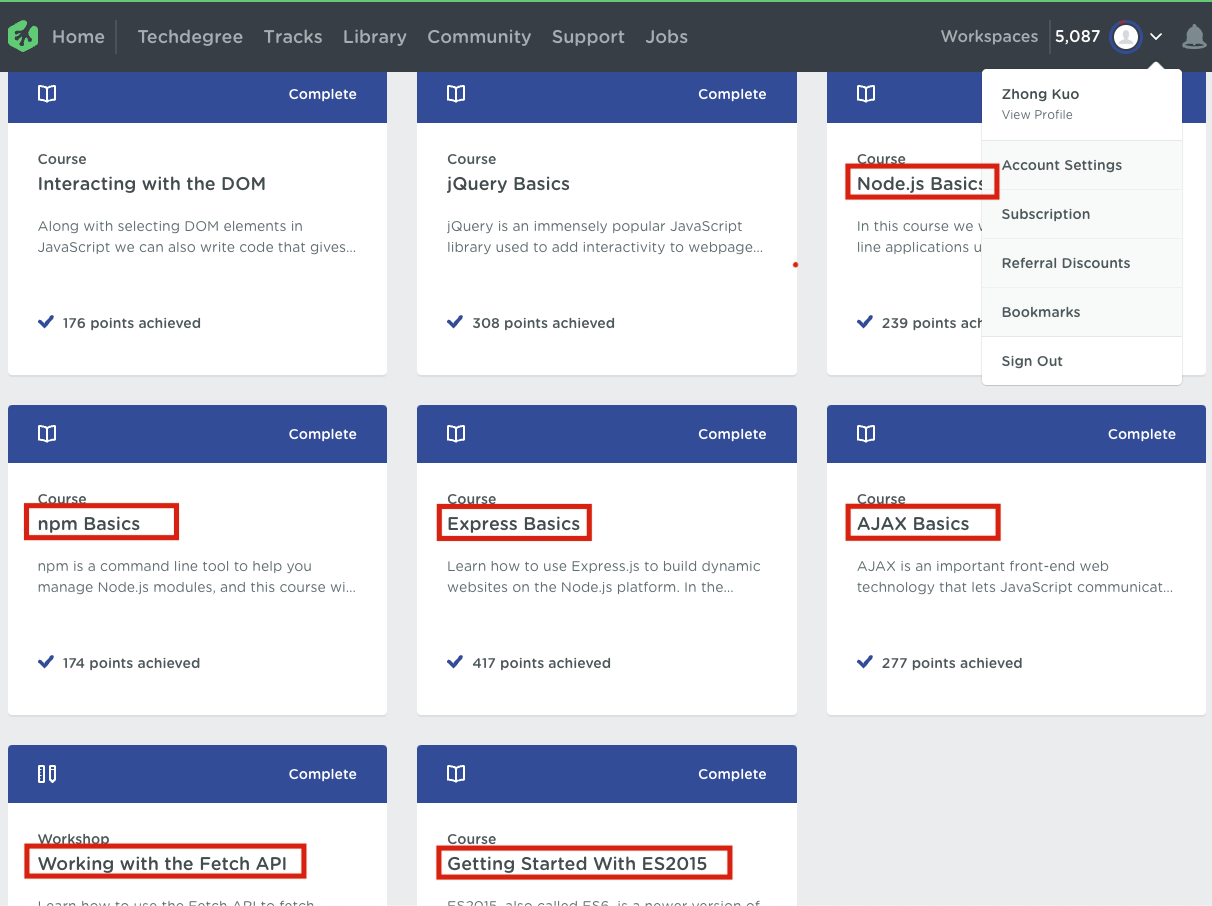 Home Techdegree Tracks Library Community Support Jobs Workspaces 5,087
Complete
Course
Interacting with the DOM
Along with selecting DOM elements in
JavaScript we can also write code that gives...
176 points achieved
Complete
Course
jQuery Basics
jQuery is an immensely popular JavaScript
library used to add interactivity to webpage...
308 points achieved
Course
Node.js Basics
In this course we
line applications
239 points
Zhong Kuo
View Profile
Account Settings
Subscription
Referral Discounts
Bookmarks
Sign Out
Complete
Course
npm Basics
npm is a command line tool to help you
manage Node.js modules, and this course wi...
174 points achieved
Complete
Course
Express Basics
Learn how to use Express.js to build dynamic
websites on the Node.js platform. In the...
417 points achieved
Complete
Course
AJAX Basics
AJAX is an important front-end web
technology that lets JavaScript communicat...
277 points achieved
Complete
Workshop
Working with the Fetch API
Learn how to use the Fetch API to fetch
Complete
Course
Getting Started With ES2015
ES2015, also called ES6, is a newer version of